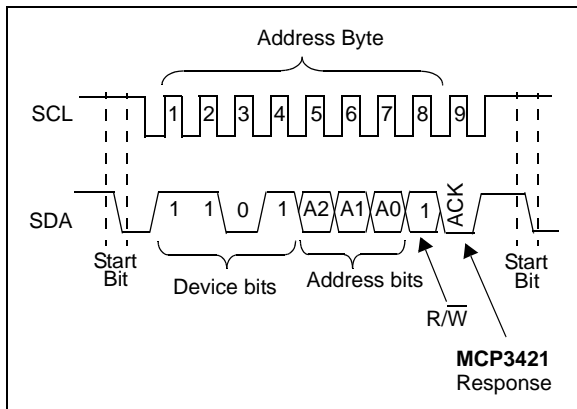 Address Byte
SCL 1 2 3 4 5 6 7 8 9
SDA 1 1 0 1 A2 A1 A0 1 ACK
Start Bit
Device bits
Address bits
Start Bit
R/W̅
MCP3421
Response